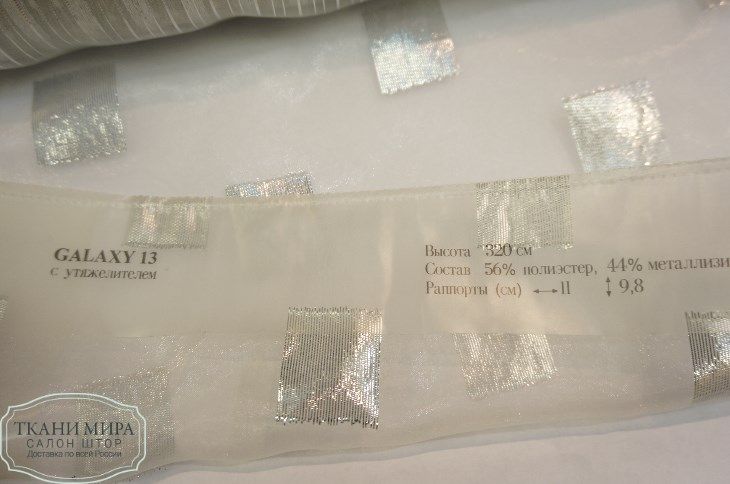 GALAXY 13
с утяжелителем
Высота 320 см
Состав 56% полиэстер, 44% металлизи
Раппорты (см) ↔ 11 ↕ 9,8
ТКАНИ МИРА
САЛОН ШТОР
Доставка по всей России